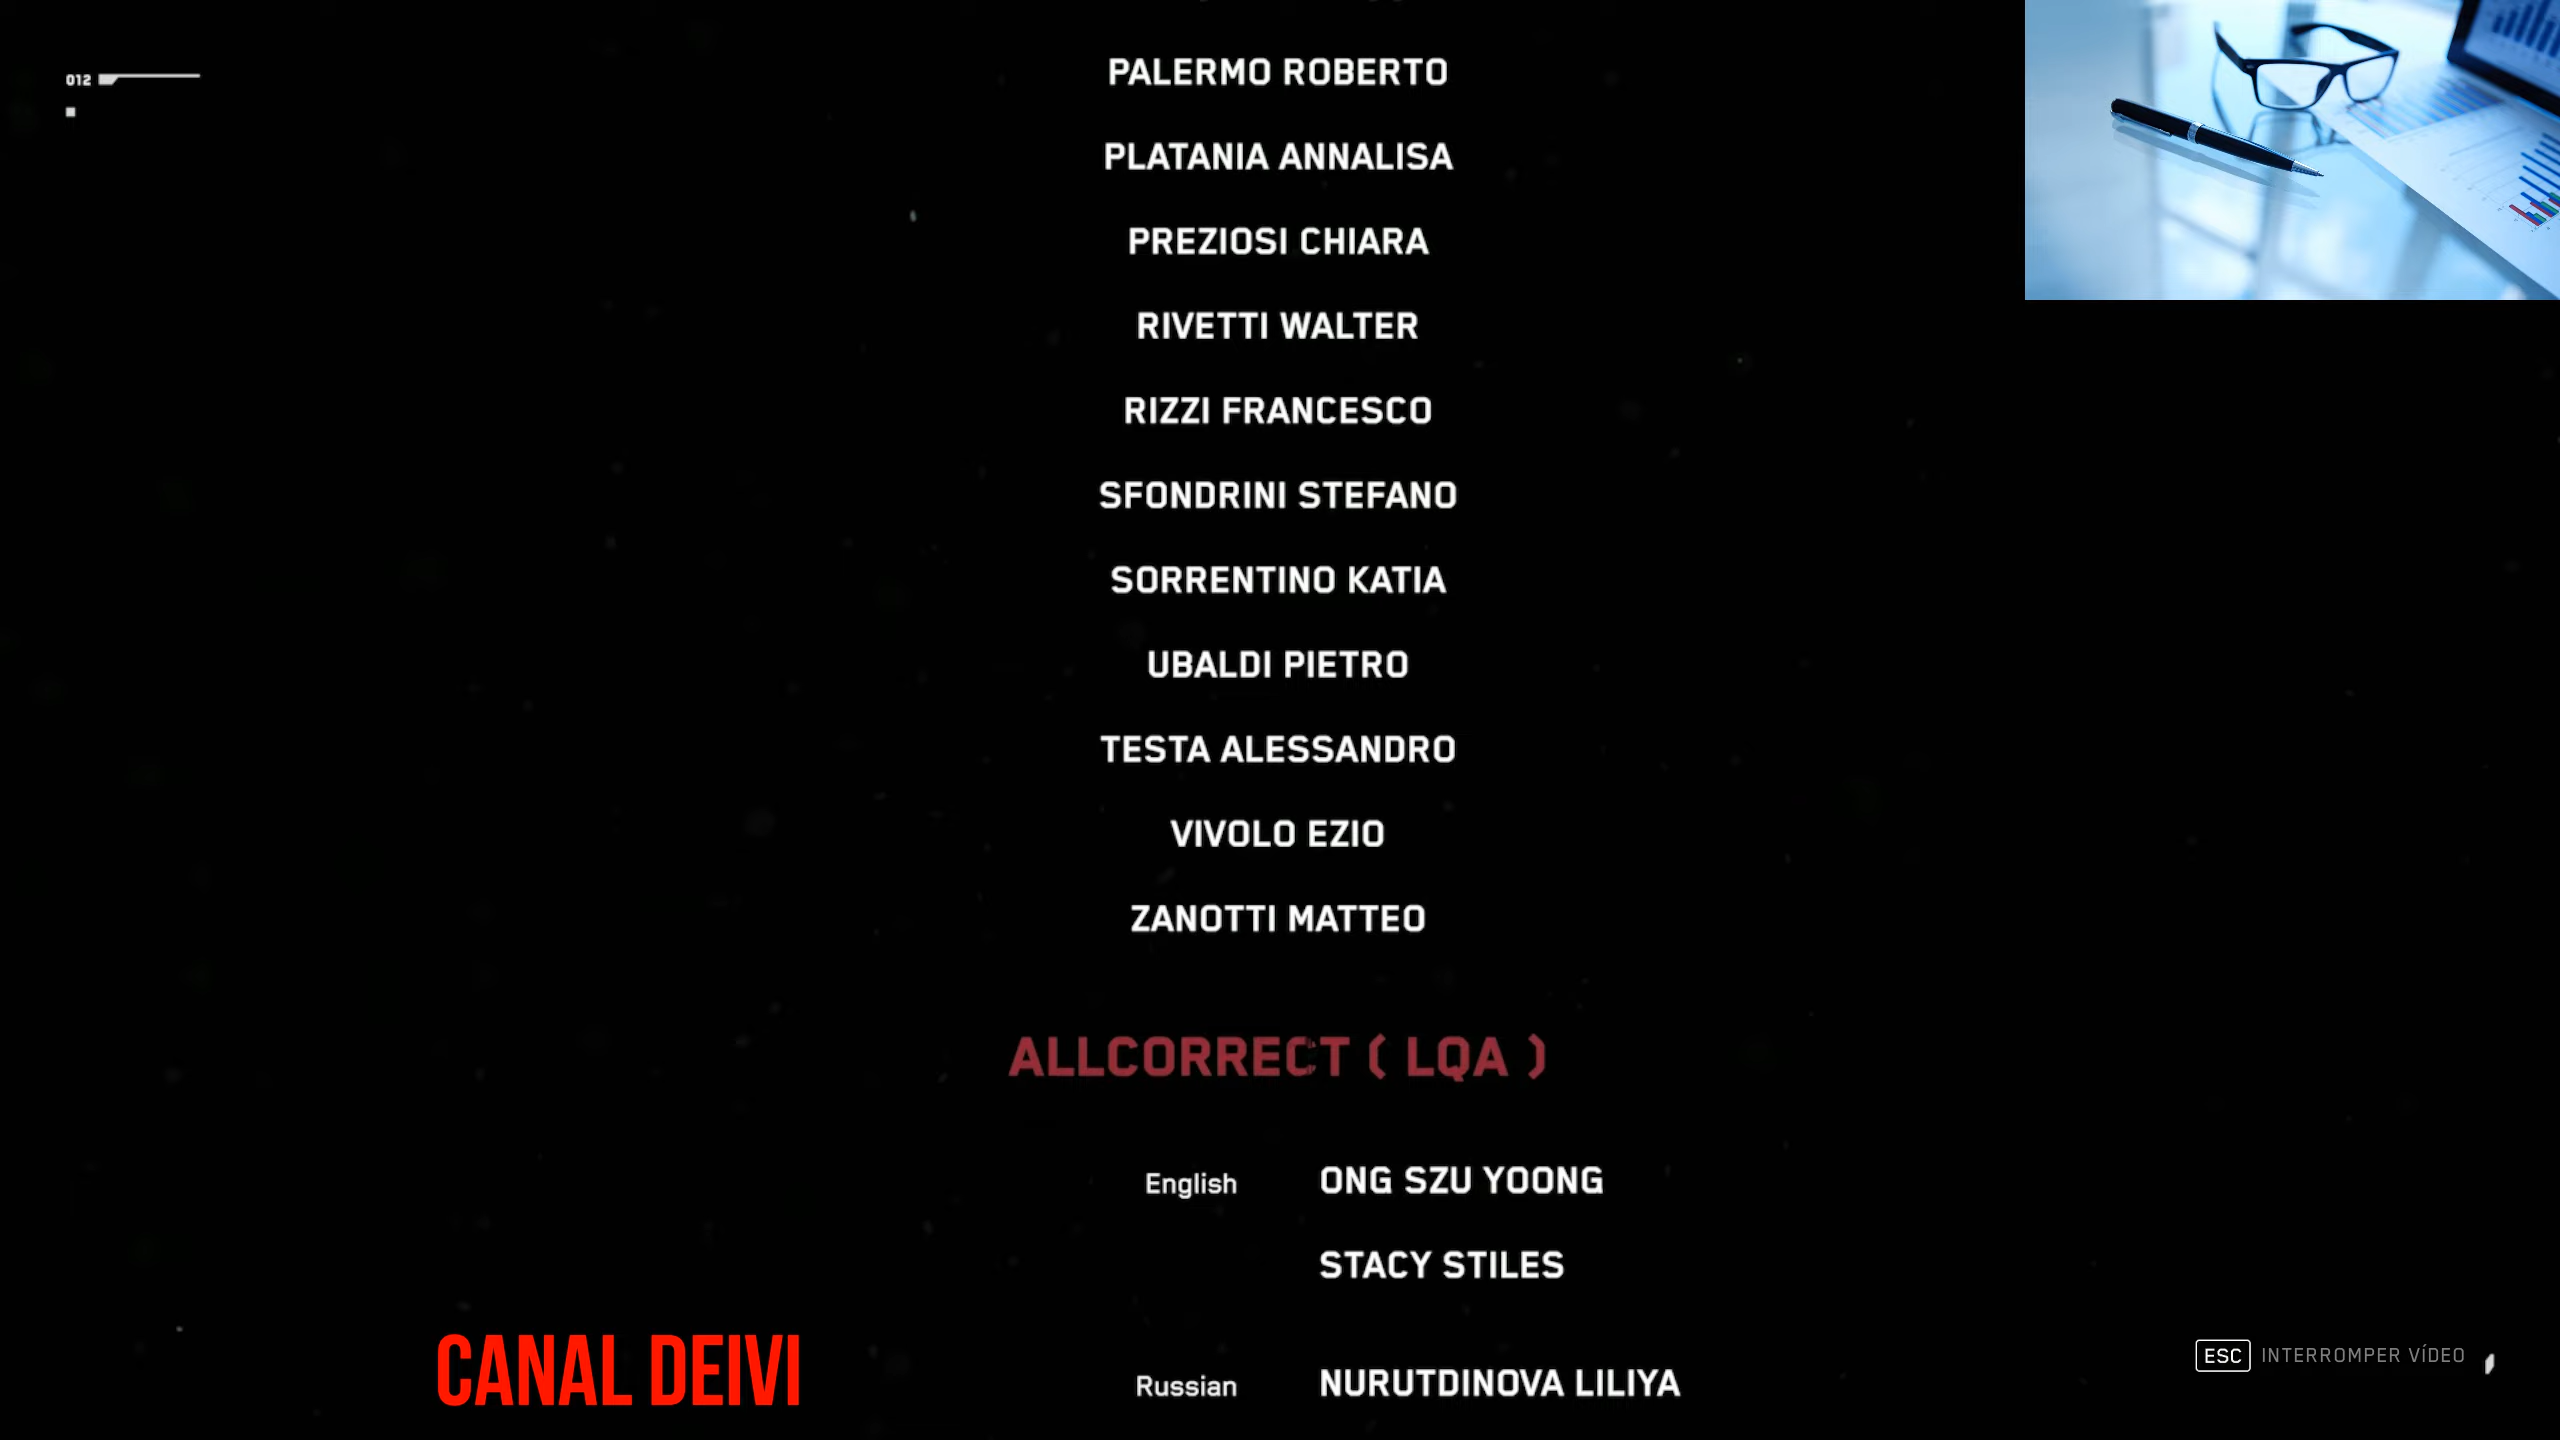 012
PALERMO ROBERTO
PLATANIA ANNALISA
PREZIOSI CHIARA
RIVETTI WALTER
RIZZI FRANCESCO
SFONDRINI STEFANO
SORRENTINO KATIA
UBALDI PIETRO
TESTA ALESSANDRO
VIVOLO EZIO
ZANOTTI MATTEO
ALLCORRECT ( LQA )
English ONG SZU YOONG
STACY STILES
Russian NURUTDINOVA LILIYA
CANAL DEIVI
ESC INTERROMPER VÍDEO